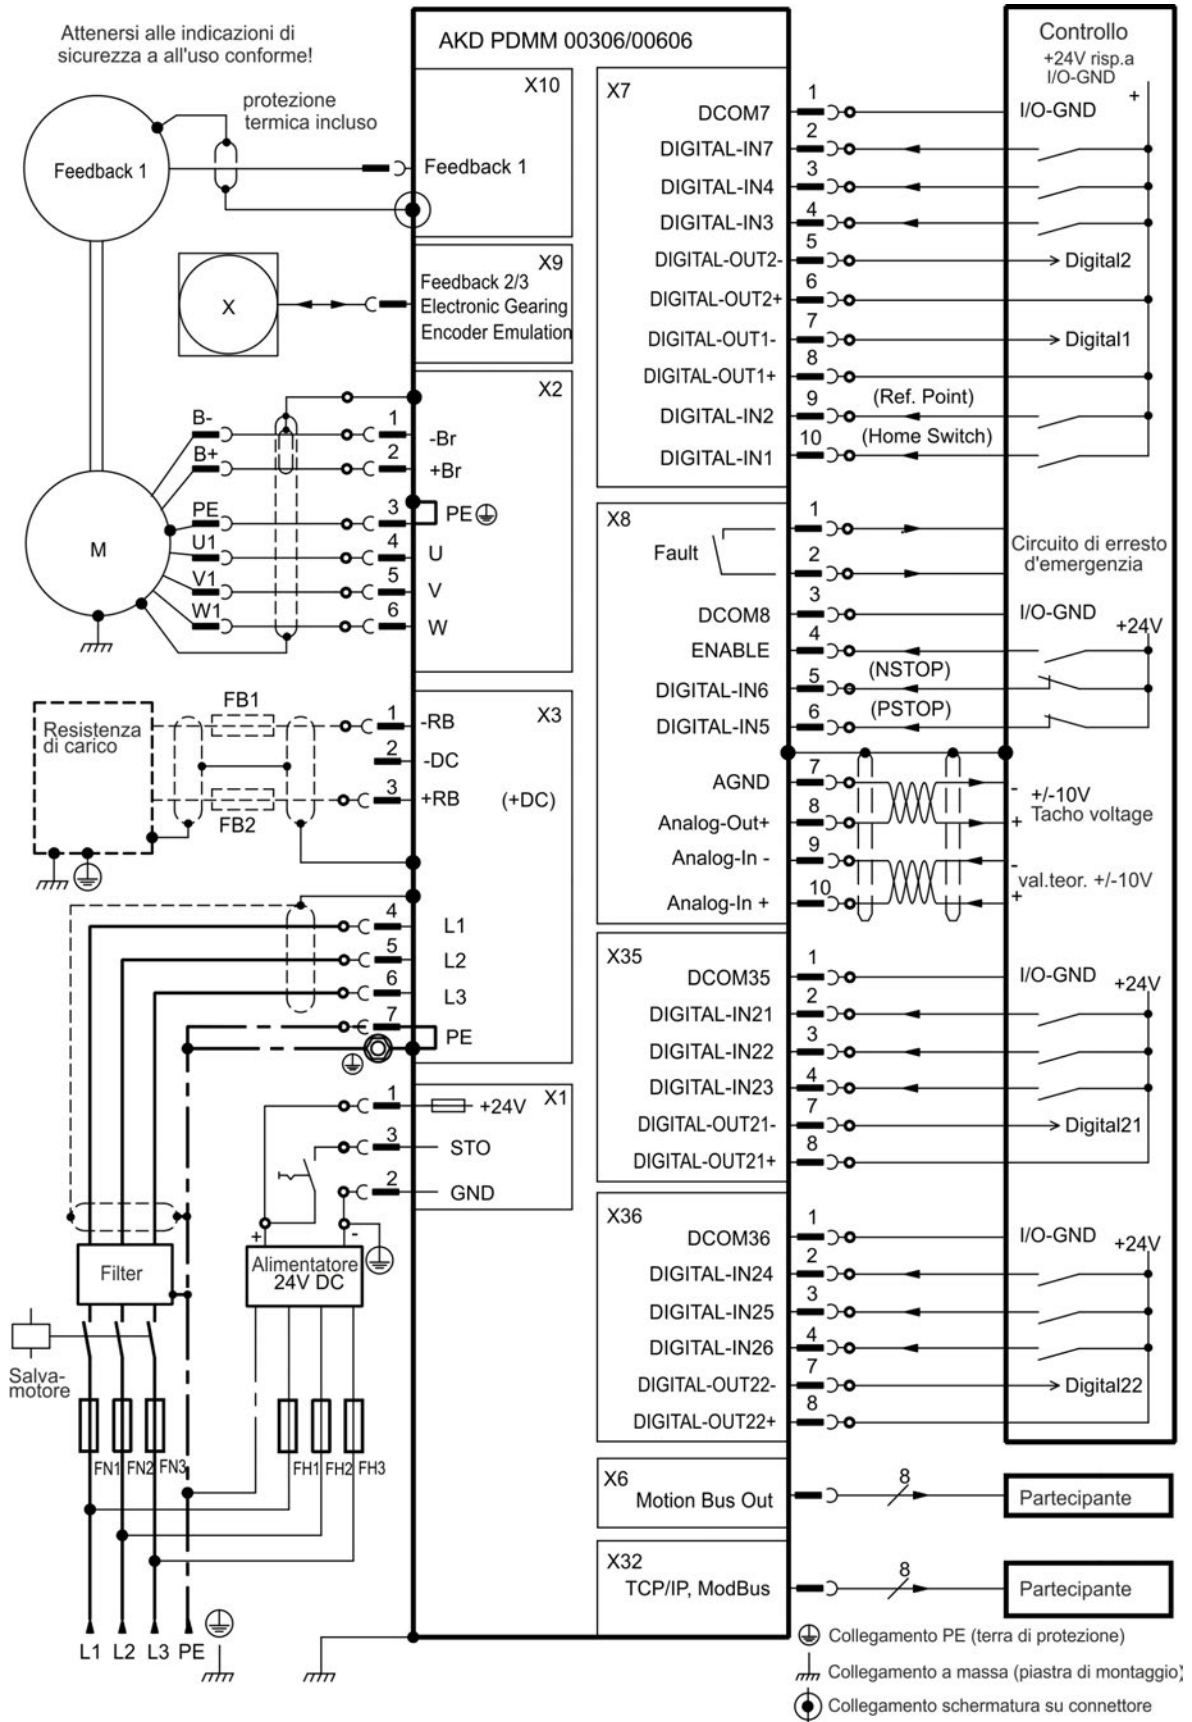 Attenersi alle indicazioni di
sicurezza a all'uso conforme!
AKD PDMM 00306/00606
Controllo
+24V risp.a
I/O-GND
+
protezione
termica incluso
Feedback 1
X10
Feedback 1
X
X9
Feedback 2/3
Electronic Gearing
Encoder Emulation
X2
B- 1 -Br
B+ 2 +Br
PE 3 PE
M
U1 4 U
V1 5 V
W1 6 W
X3
Resistenza
di carico
FB1
FB2
1 -RB
2 -DC
3 +RB (+DC)
4 L1
5 L2
6 L3
7 PE
X1
1 +24V
3 STO
2 GND
+ -
Filter
Alimentatore
24V DC
Salva-
motore
FN1 FN2 FN3
FH1 FH2 FH3
L1 L2 L3 PE
X7
DCOM7 1 I/O-GND
DIGITAL-IN7 2
DIGITAL-IN4 3
DIGITAL-IN3 4
DIGITAL-OUT2- 5 Digital2
DIGITAL-OUT2+ 6
DIGITAL-OUT1- 7 Digital1
DIGITAL-OUT1+ 8
DIGITAL-IN2 9 (Ref. Point)
DIGITAL-IN1 10 (Home Switch)
X8
Fault
1
2
Circuito di erresto
d'emergenzia
DCOM8 3 I/O-GND
+24V
ENABLE 4
DIGITAL-IN6 5 (NSTOP)
DIGITAL-IN5 6 (PSTOP)
AGND 7 -
+/-10V
Tacho voltage
Analog-Out+ 8 +
Analog-In - 9 -
val.teor. +/-10V
Analog-In + 10 +
X35
DCOM35 1 I/O-GND
+24V
DIGITAL-IN21 2
DIGITAL-IN22 3
DIGITAL-IN23 4
DIGITAL-OUT21- 7 Digital21
DIGITAL-OUT21+ 8
X36
DCOM36 1 I/O-GND
+24V
DIGITAL-IN24 2
DIGITAL-IN25 3
DIGITAL-IN26 4
DIGITAL-OUT22- 7 Digital22
DIGITAL-OUT22+ 8
X6
Motion Bus Out 8 Partecipante
X32
TCP/IP, ModBus 8 Partecipante
Collegamento PE (terra di protezione)
Collegamento a massa (piastra di montaggio)
Collegamento schermatura su connettore